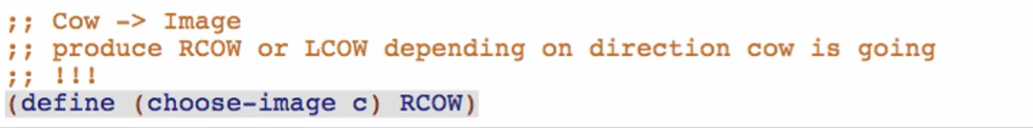 ;; Cow -> Image
;; produce RCOW or LCOW depending on direction cow is going
;; !!!
(define (choose-image c) RCOW)